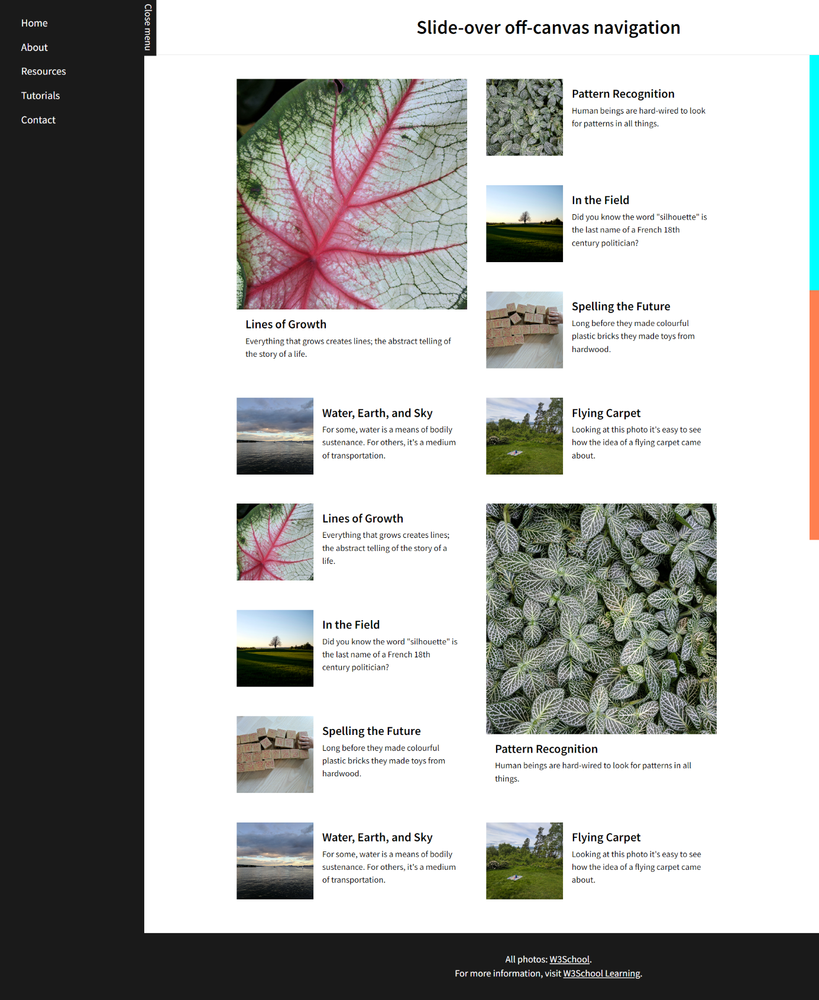 Home
About
Resources
Tutorials
Contact
Close menu
Slide-over off-canvas navigation
Lines of Growth
Everything that grows creates lines; the abstract telling of
the story of a life.
Pattern Recognition
Human beings are hard-wired to look
for patterns in all things.
In the Field
Did you know the word "silhouette" is
the last name of a French 18th
century politician?
Spelling the Future
Long before they made colourful
plastic bricks they made toys from
hardwood.
Water, Earth, and Sky
For some, water is a means of bodily
sustenance. For others, it's a medium
of transportation.
Flying Carpet
Looking at this photo it's easy to see
how the idea of a flying carpet came
about.
Lines of Growth
Everything that grows creates lines;
the abstract telling of the story of a
life.
In the Field
Did you know the word "silhouette" is
the last name of a French 18th
century politician?
Spelling the Future
Long before they made colourful
plastic bricks they made toys from
hardwood.
Pattern Recognition
Human beings are hard-wired to look for patterns in all
things.
Water, Earth, and Sky
For some, water is a means of bodily
sustenance. For others, it's a medium
of transportation.
Flying Carpet
Looking at this photo it's easy to see
how the idea of a flying carpet came
about.
All photos: W3School.
For more information, visit W3School Learning.